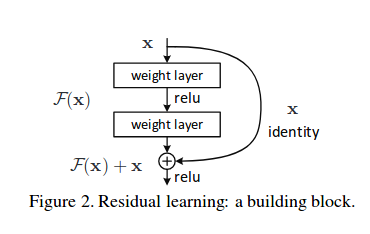 x
weight layer
F(x)
relu
weight layer
x
identity
F(x) + x
relu
Figure 2. Residual learning: a building block.